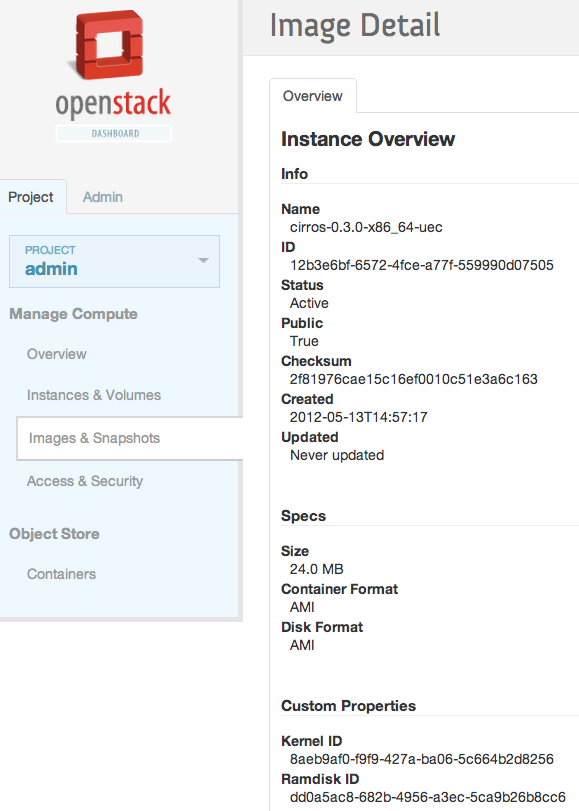 openstack
DASHBOARD
Project
Admin
PROJECT
admin
Manage Compute
Overview
Instances & Volumes
Images & Snapshots
Access & Security
Object Store
Containers
Image Detail
Overview
Instance Overview
Info
Name
cirros-0.3.0-x86_64-uec
ID
12b3e6bf-6572-4fce-a77f-559990d07505
Status
Active
Public
True
Checksum
2f81976cae15c16ef0010c51e3a6c163
Created
2012-05-13T14:57:17
Updated
Never updated
Specs
Size
24.0 MB
Container Format
AMI
Disk Format
AMI
Custom Properties
Kernel ID
8aeb9af0-f9f9-427a-ba06-5c664b2d8256
Ramdisk ID
dd0a5ac8-682b-4956-a3ec-5ca9b26b8cc6